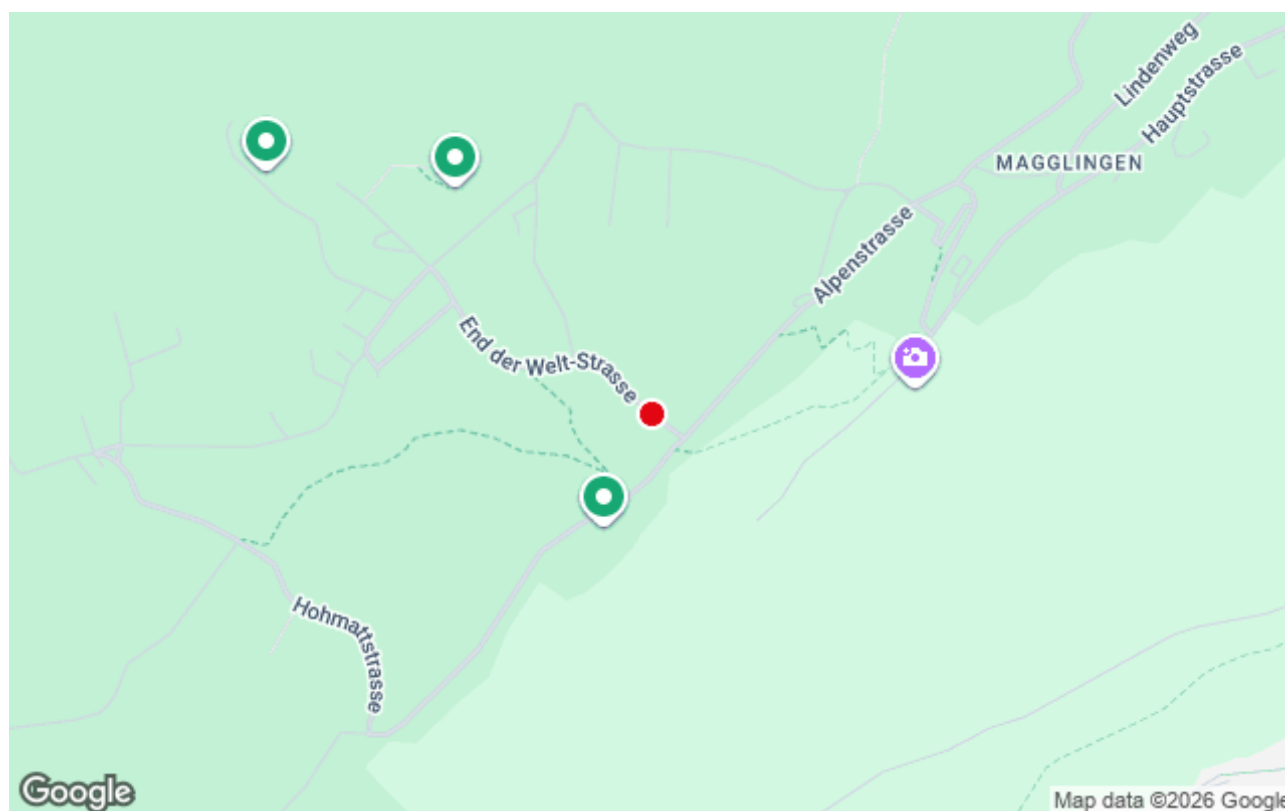 Lindenweg
Hauptstrasse
MAGGLINGEN
Alpenstrasse
End der Welt-Strasse
Hohmattstrasse
Google
Map data ©2026 Google